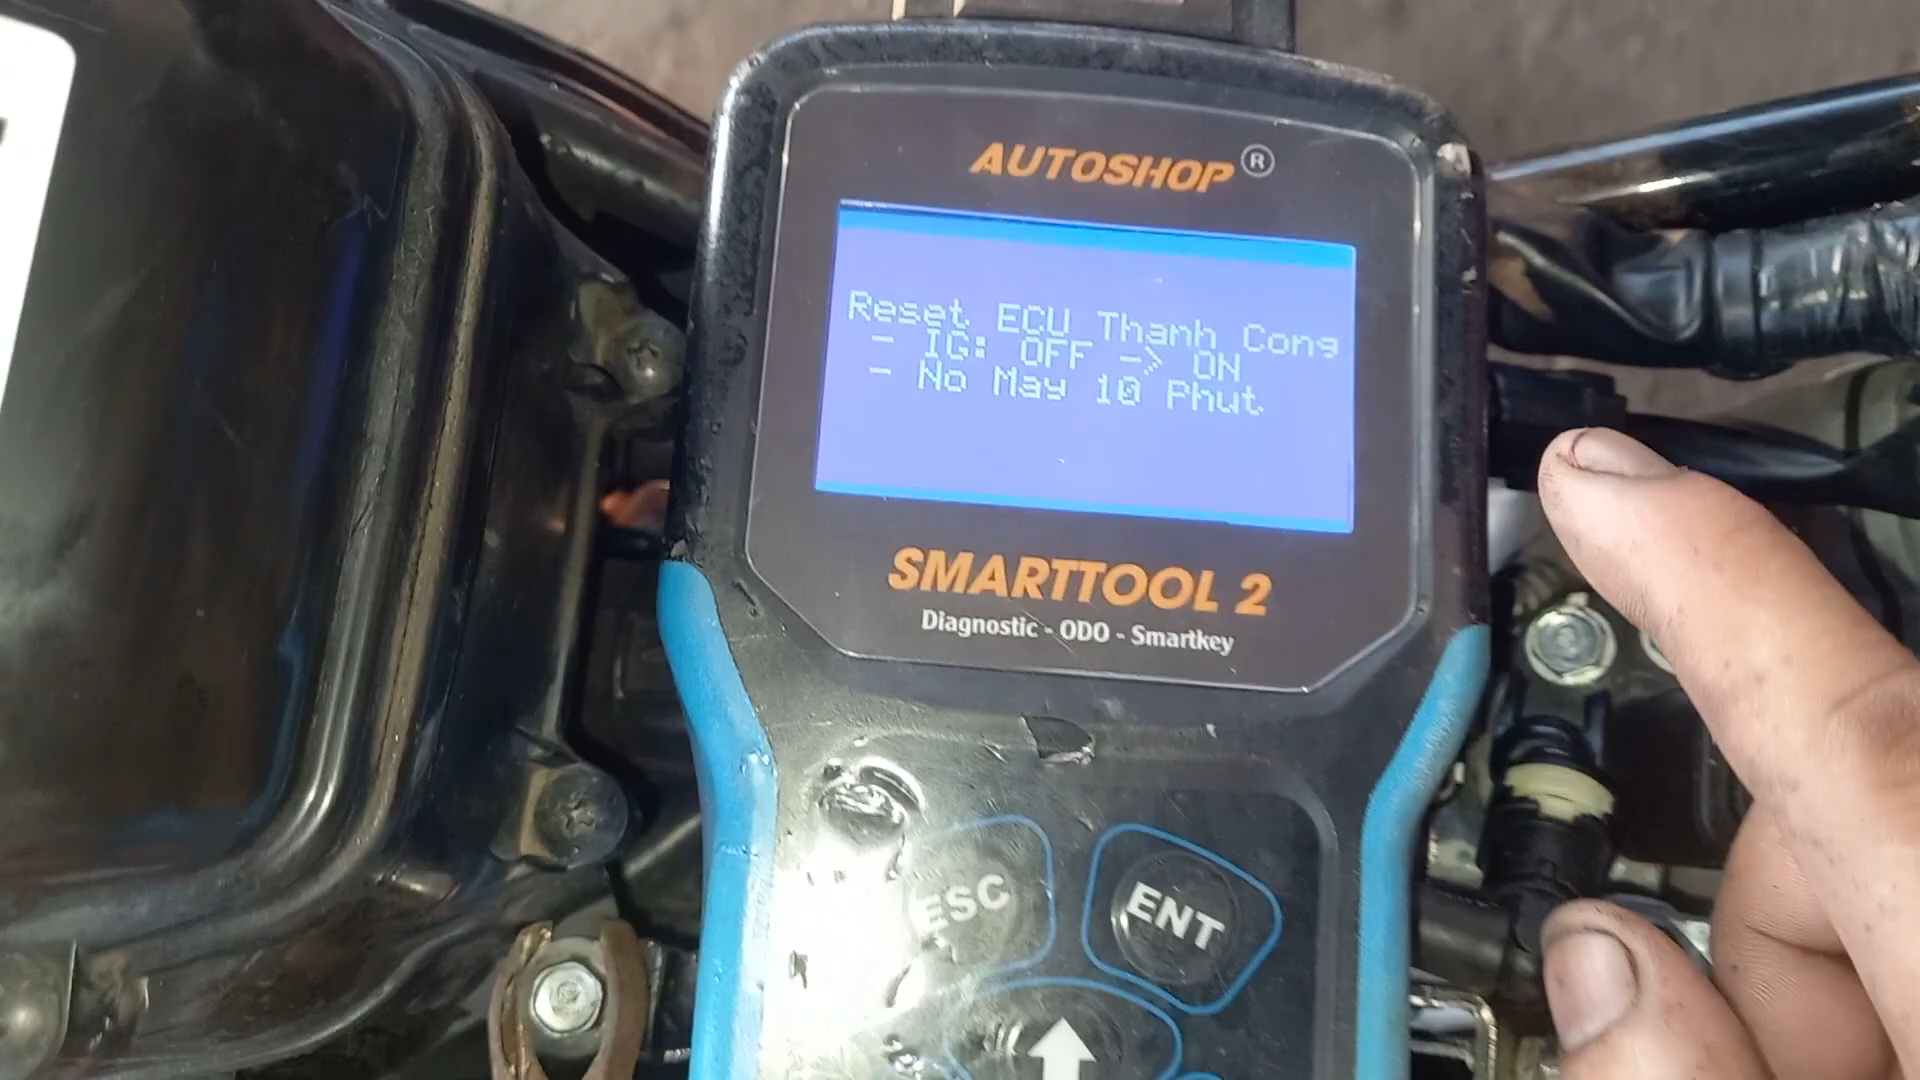 AUTOSHOP®
Reset ECU Thanh Cong
- IG: OFF -> ON
- No May 10 Phut
SMARTTOOL 2
Diagnostic - ODO - Smartkey
ESC
ENT